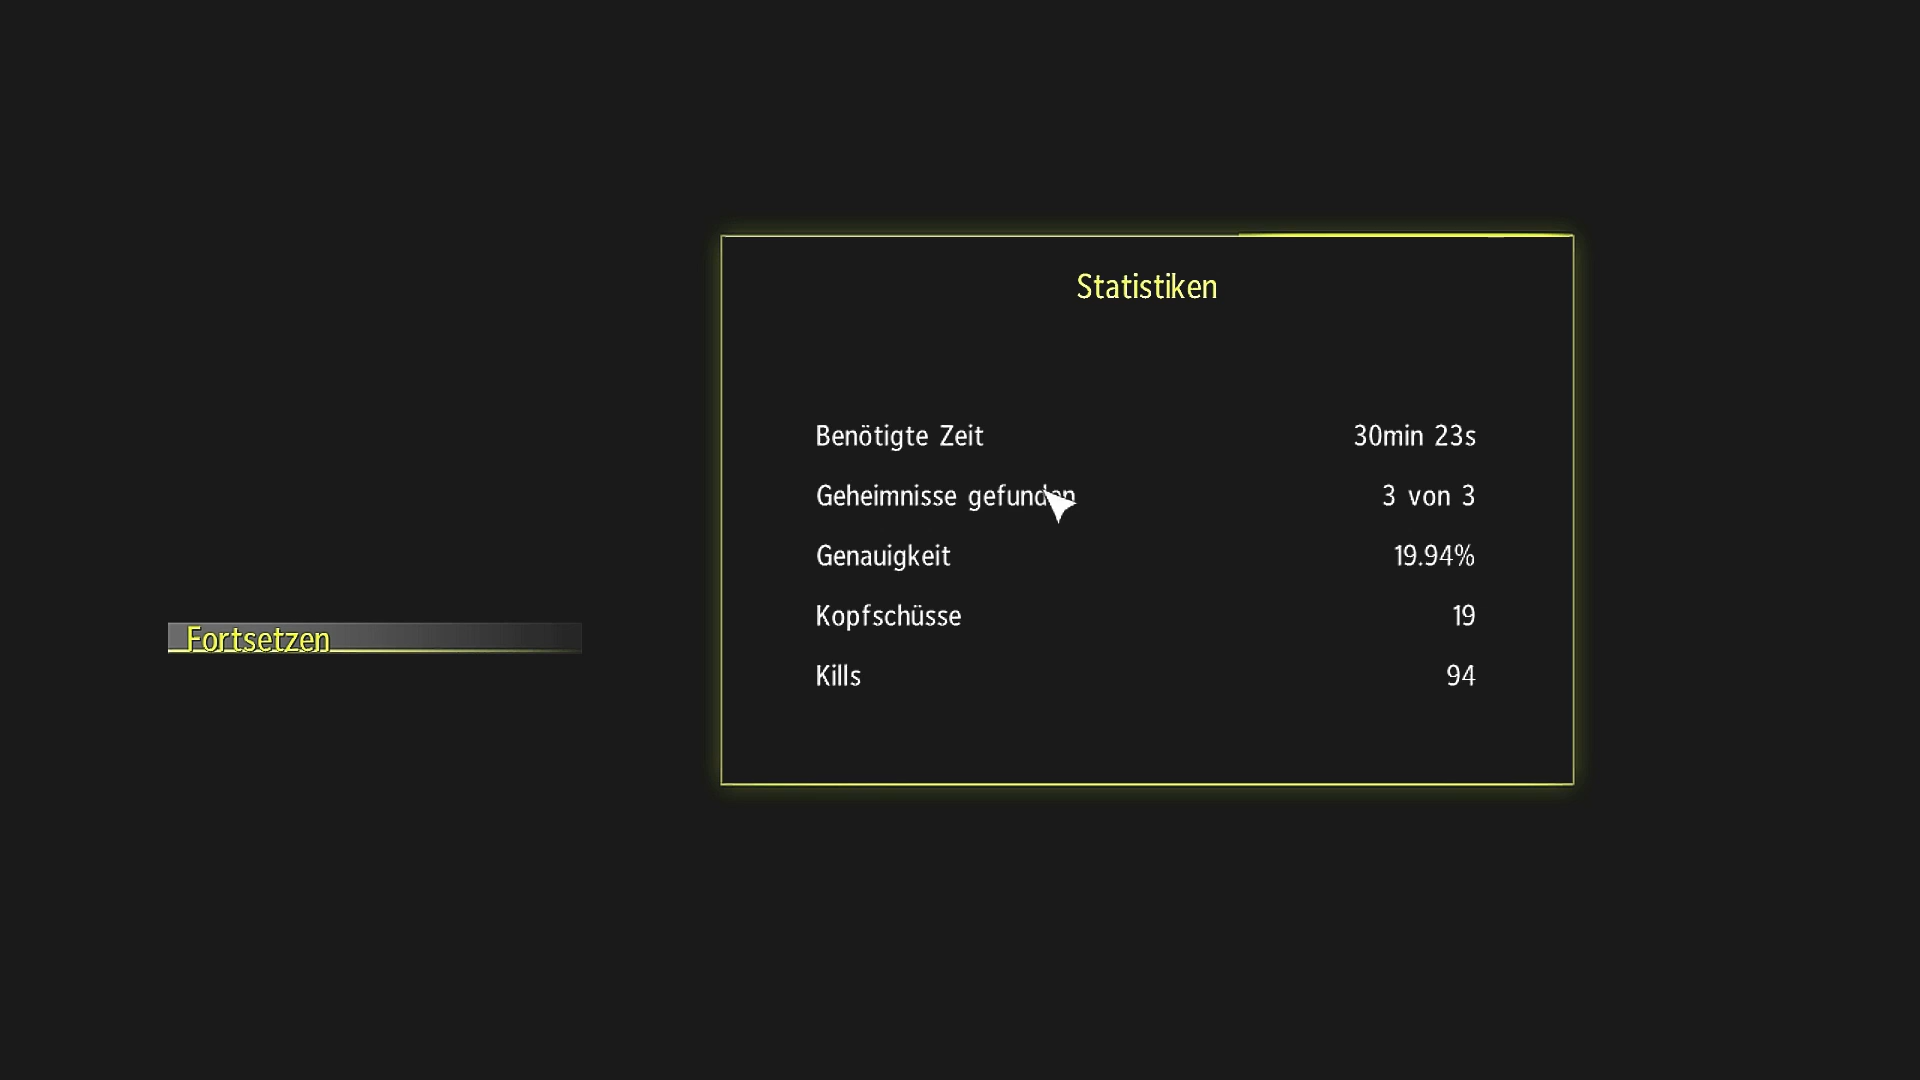 Statistiken
Benötigte Zeit 30min 23s
Geheimnisse gefunden 3 von 3
Genauigkeit 19.94%
Kopfschüsse 19
Fortsetzen
Kills 94